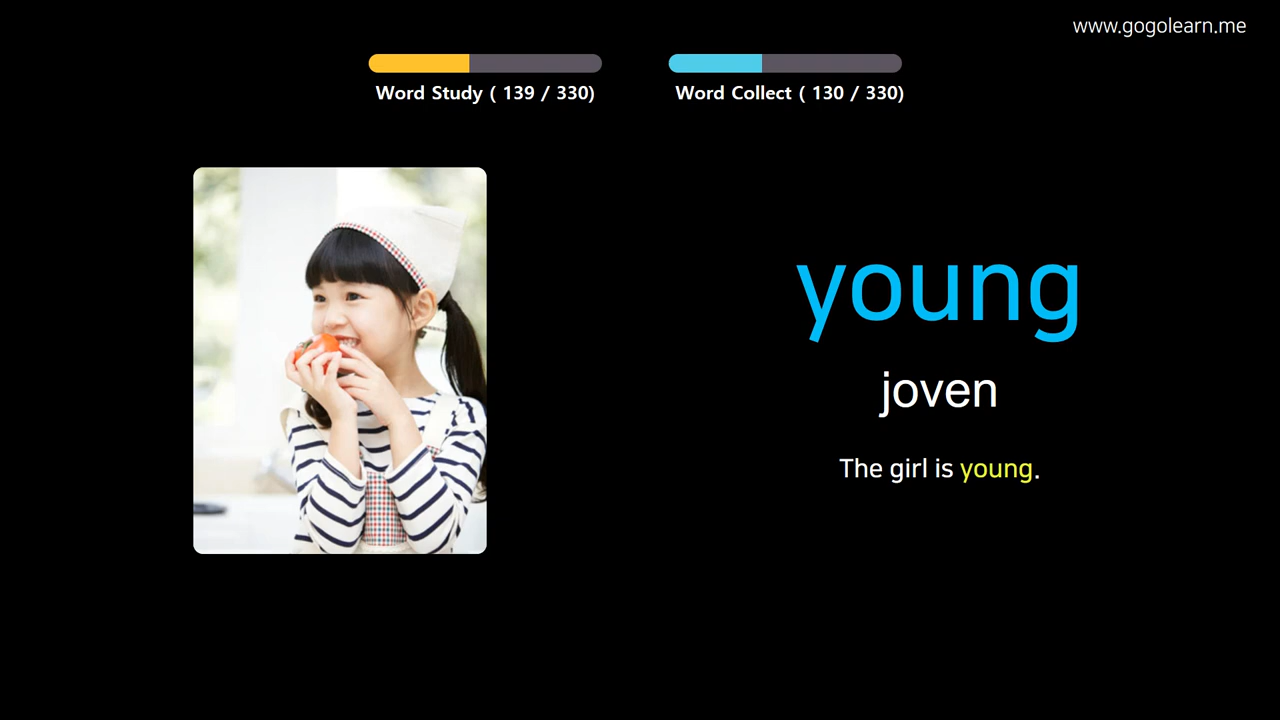 www.gogolearn.me
Word Study ( 139 / 330)
Word Collect ( 130 / 330)
young
joven
The girl is young.